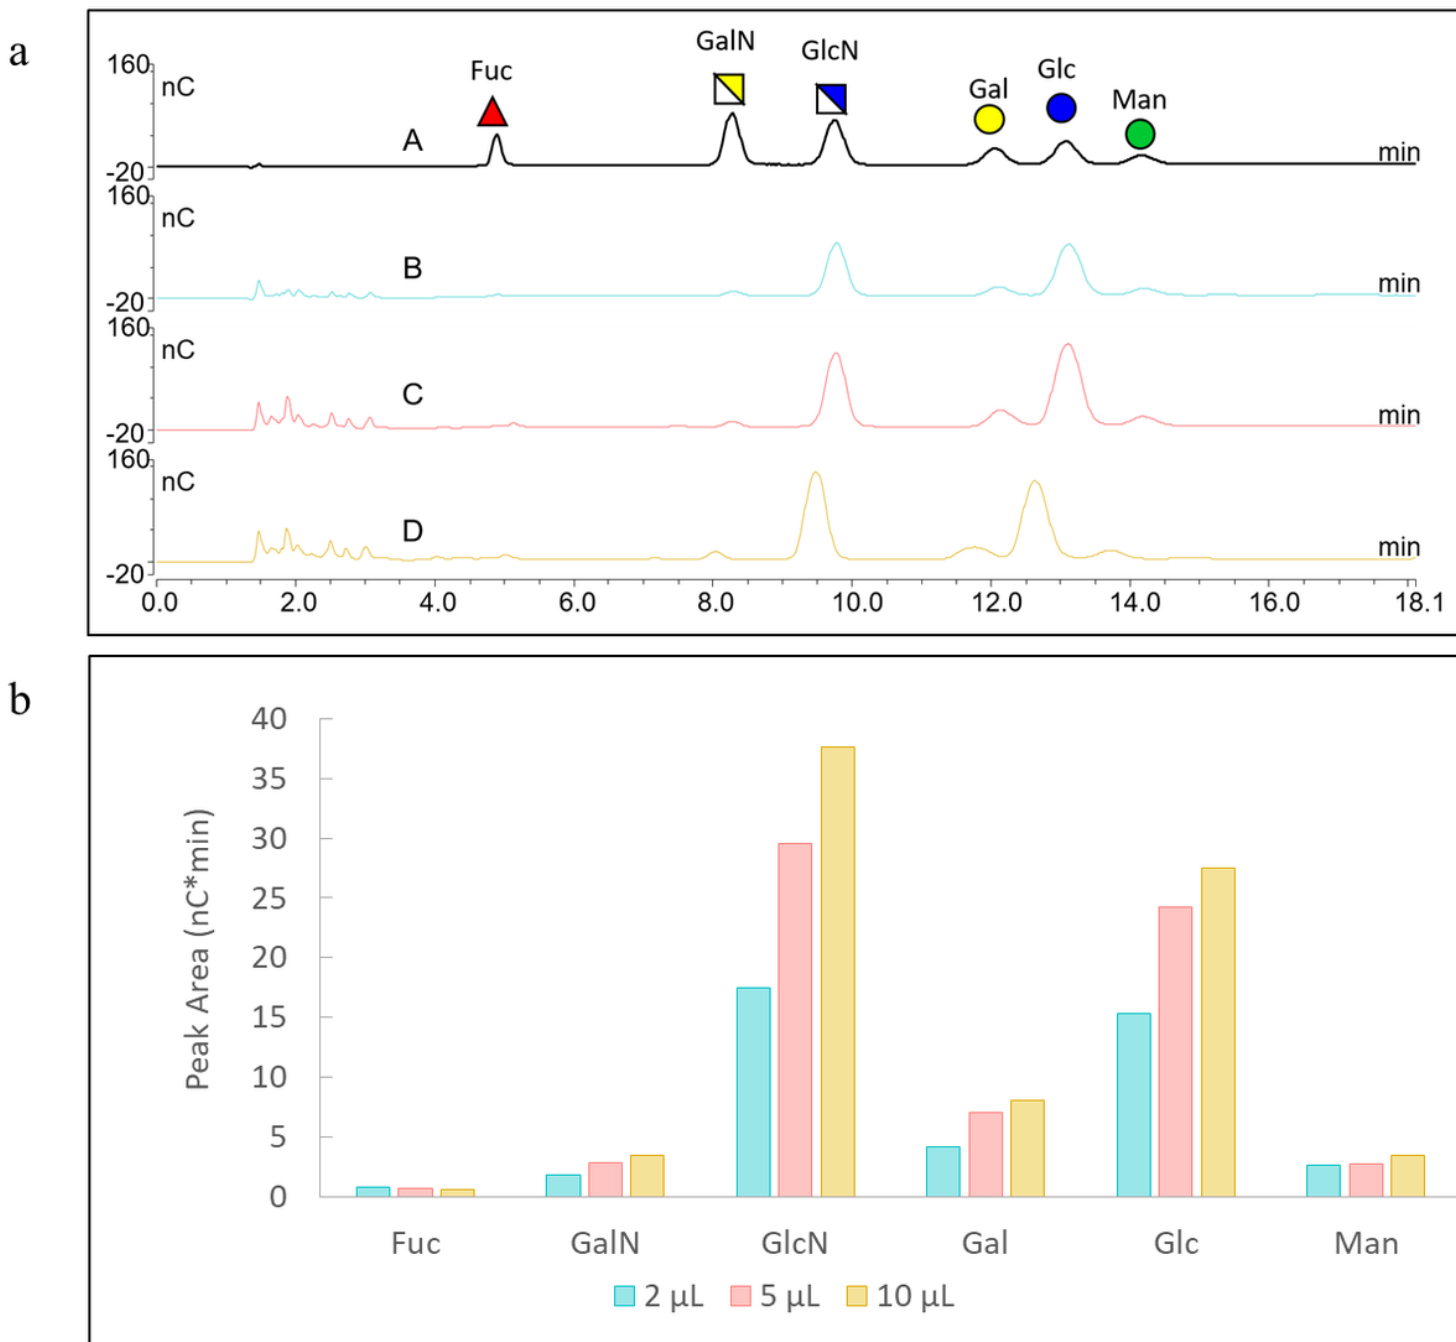 a
Fuc GalN GlcN Gal Glc Man
160
nC
A
-20
min
160
nC
B
-20
min
160
nC
C
-20
min
160
nC
D
-20
min
0.0 2.0 4.0 6.0 8.0 10.0 12.0 14.0 16.0 18.1
b
40
35
30
25
20
15
10
5
0
Peak Area (nC*min)
Fuc GalN GlcN Gal Glc Man
2 µL 5 µL 10 µL